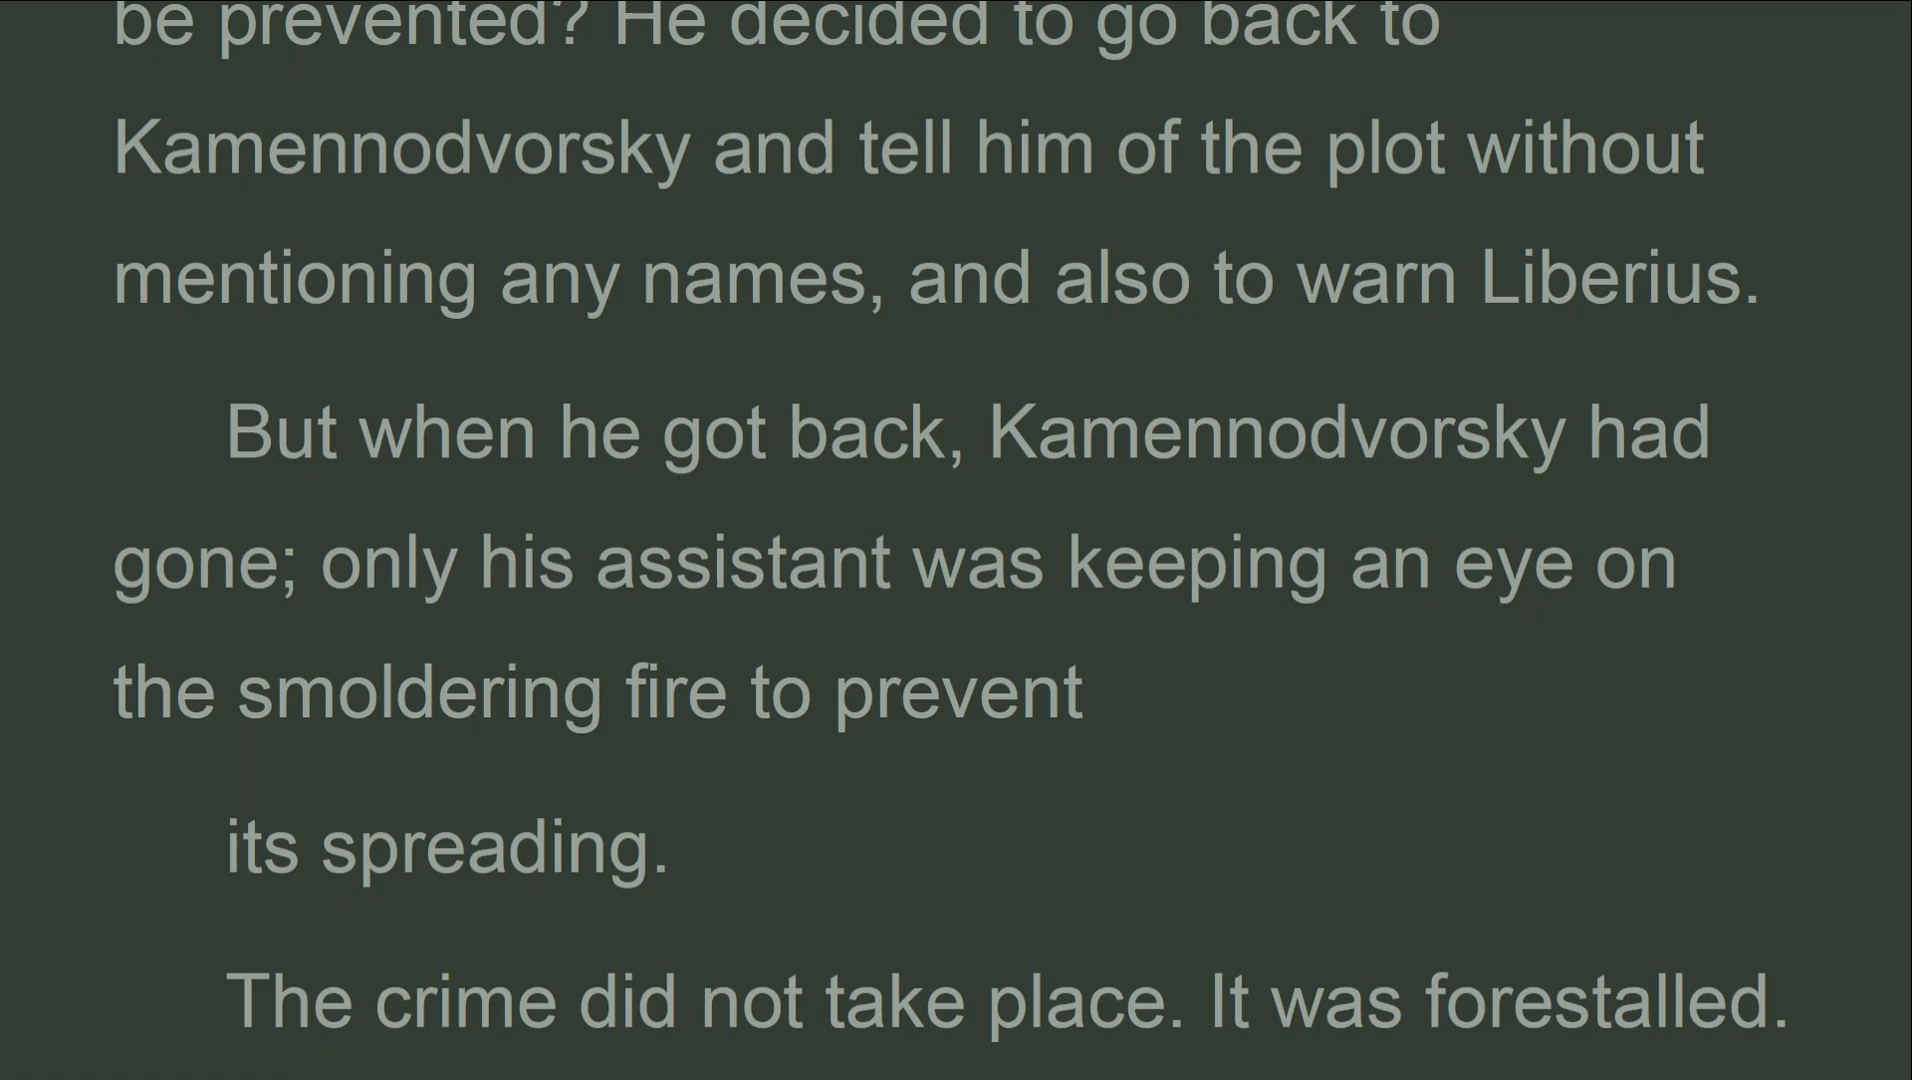 be prevented? He decided to go back to
Kamennodvorsky and tell him of the plot without
mentioning any names, and also to warn Liberius.
But when he got back, Kamennodvorsky had
gone; only his assistant was keeping an eye on
the smoldering fire to prevent
its spreading.
The crime did not take place. It was forestalled.